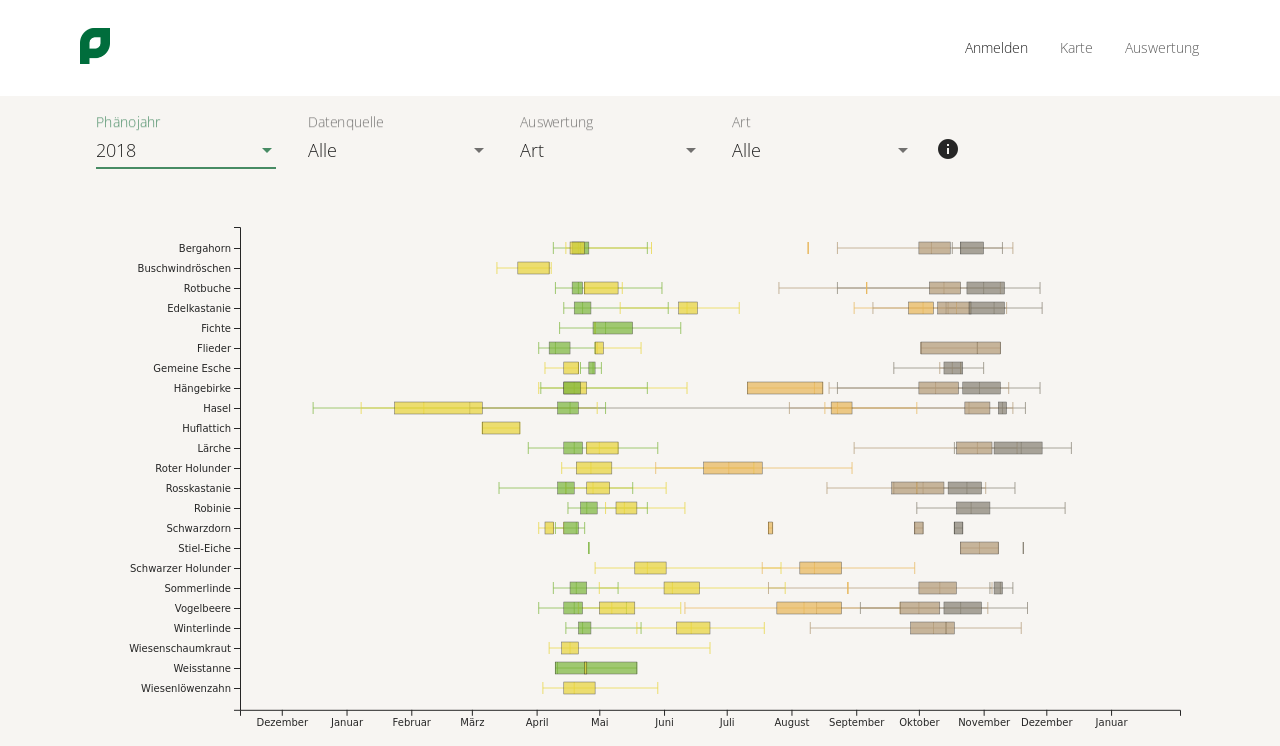 Anmelden Karte Auswertung
Phänojahr Datenquelle Auswertung Art
2018 Alle Art Alle
Bergahorn
Buschwindröschen
Rotbuche
Edelkastanie
Fichte
Flieder
Gemeine Esche
Hängebirke
Hasel
Huflattich
Lärche
Roter Holunder
Rosskastanie
Robinie
Schwarzdorn
Stiel-Eiche
Schwarzer Holunder
Sommerlinde
Vogelbeere
Winterlinde
Wiesenschaumkraut
Weisstanne
Wiesenlöwenzahn
Dezember Januar Februar März April Mai Juni Juli August September Oktober November Dezember Januar